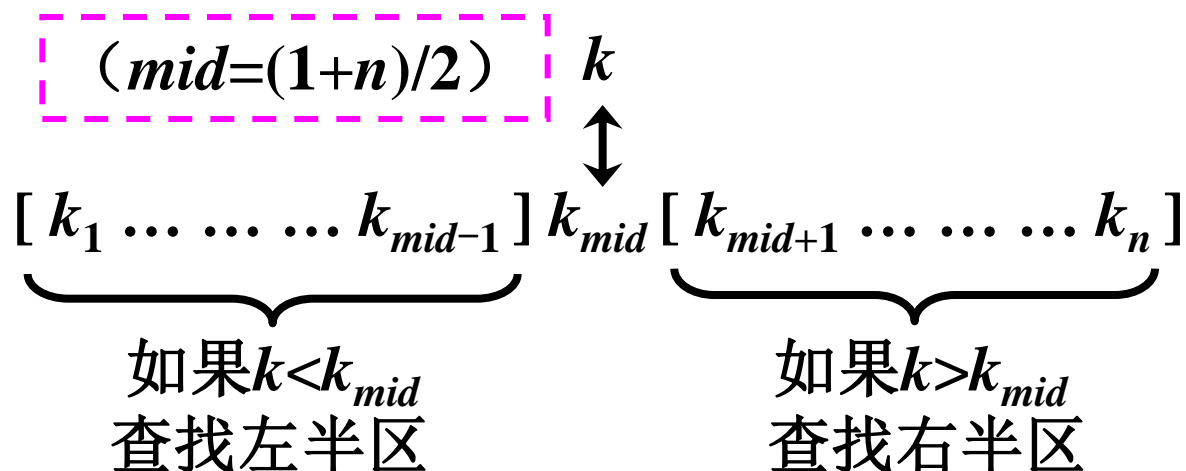 （mid=(1+n)/2） k
[ k1 … … … kmid−1 ] kmid [ kmid+1 … … … kn ]
如果k<kmid 如果k>kmid
查找左半区 查找右半区